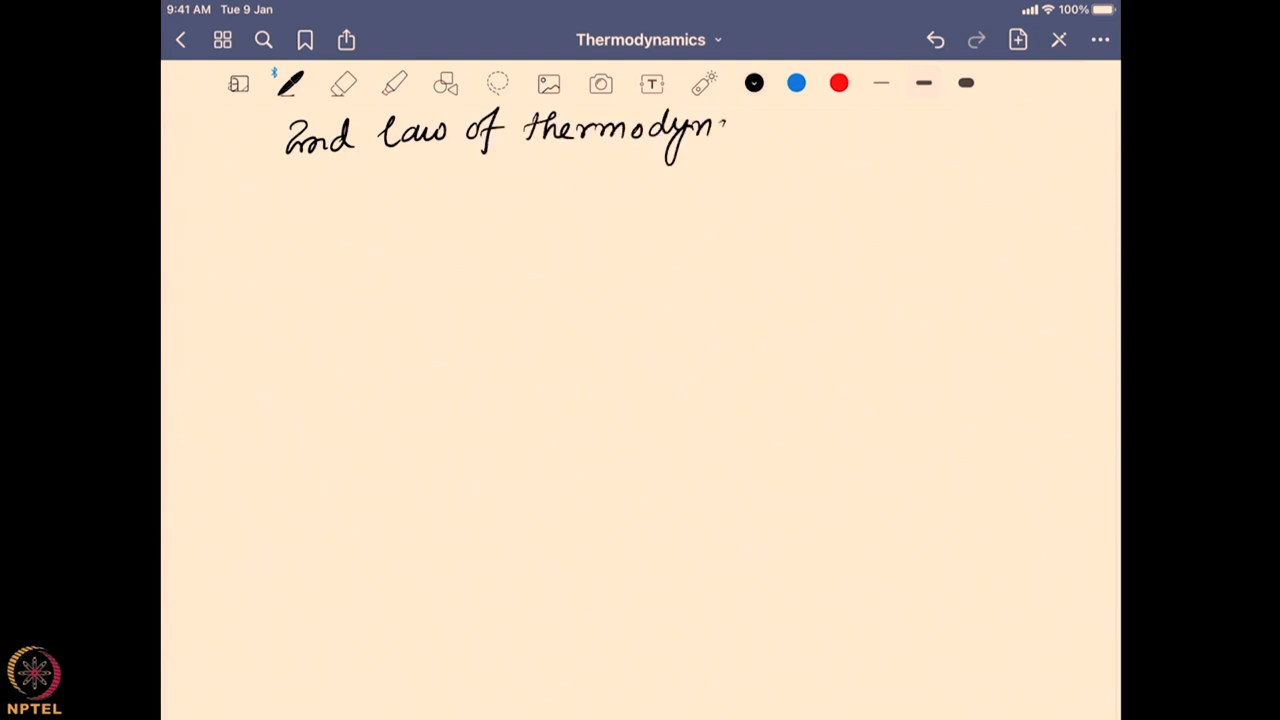 9:41 AM Tue 9 Jan 100%
Thermodynamics
T
2nd law of thermodyn
NPTEL